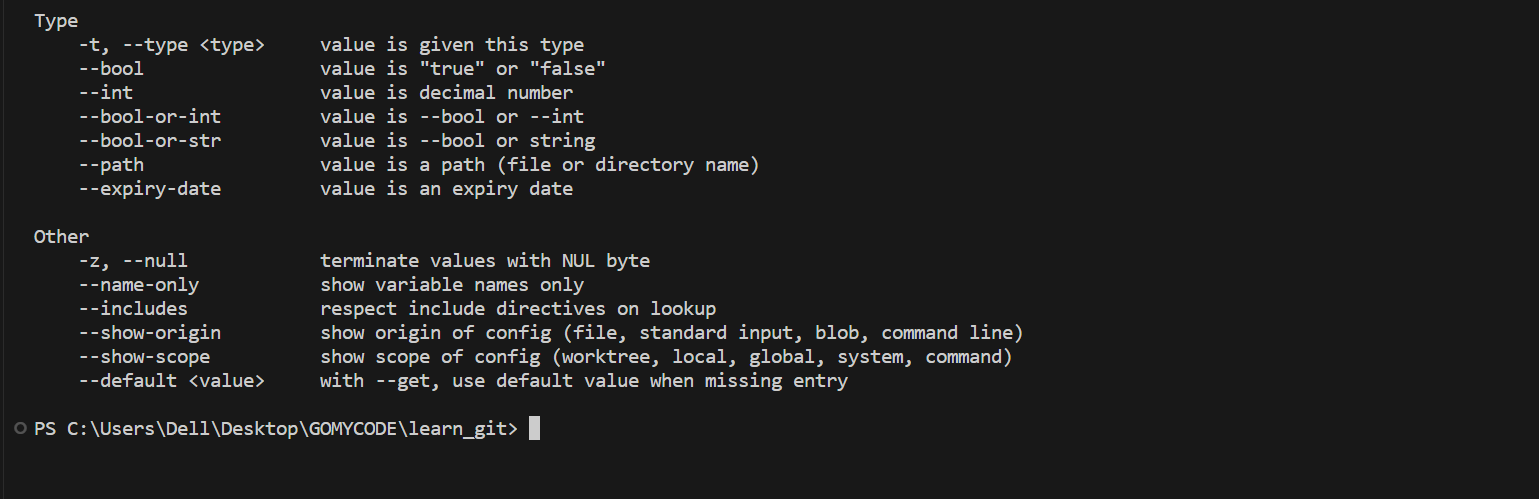 Type
    -t, --type <type>     value is given this type
    --bool                value is "true" or "false"
    --int                 value is decimal number
    --bool-or-int         value is --bool or --int
    --bool-or-str         value is --bool or string
    --path                value is a path (file or directory name)
    --expiry-date         value is an expiry date

Other
    -z, --null            terminate values with NUL byte
    --name-only           show variable names only
    --includes            respect include directives on lookup
    --show-origin         show origin of config (file, standard input, blob, command line)
    --show-scope          show scope of config (worktree, local, global, system, command)
    --default <value>     with --get, use default value when missing entry

PS C:\Users\Dell\Desktop\GOMYCODE\learn_git>